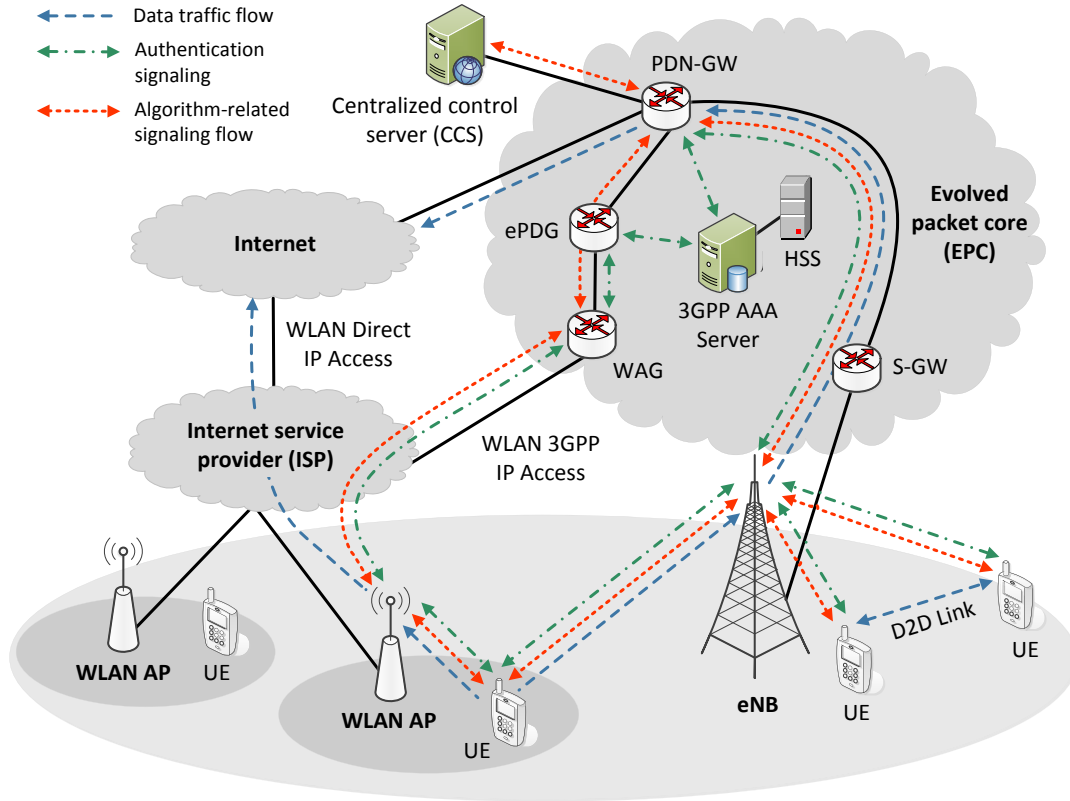 Data traffic flow
Authentication
signaling
Algorithm-related
signaling flow
Centralized control
server (CCS)
PDN-GW
Evolved
packet core
(EPC)
ePDG
HSS
3GPP AAA
Server
Internet
WLAN Direct
IP Access
WAG
S-GW
Internet service
provider (ISP)
WLAN 3GPP
IP Access
WLAN AP
UE
WLAN AP
UE
eNB
D2D Link
UE
UE